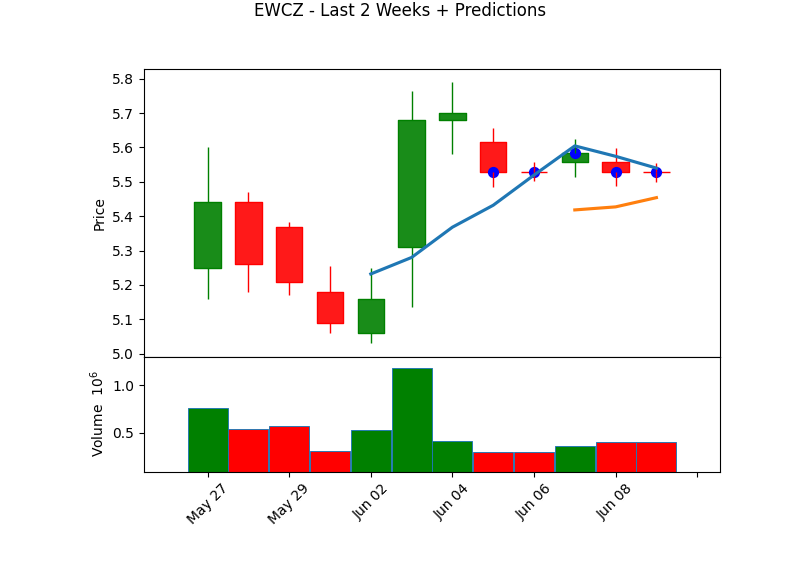 EWCZ - Last 2 Weeks + Predictions
5.8
5.7
5.6
5.5
5.4
5.3
5.2
5.1
5.0
Price
1.0
0.5
Volume 10⁶
May 27
May 29
Jun 02
Jun 04
Jun 06
Jun 08